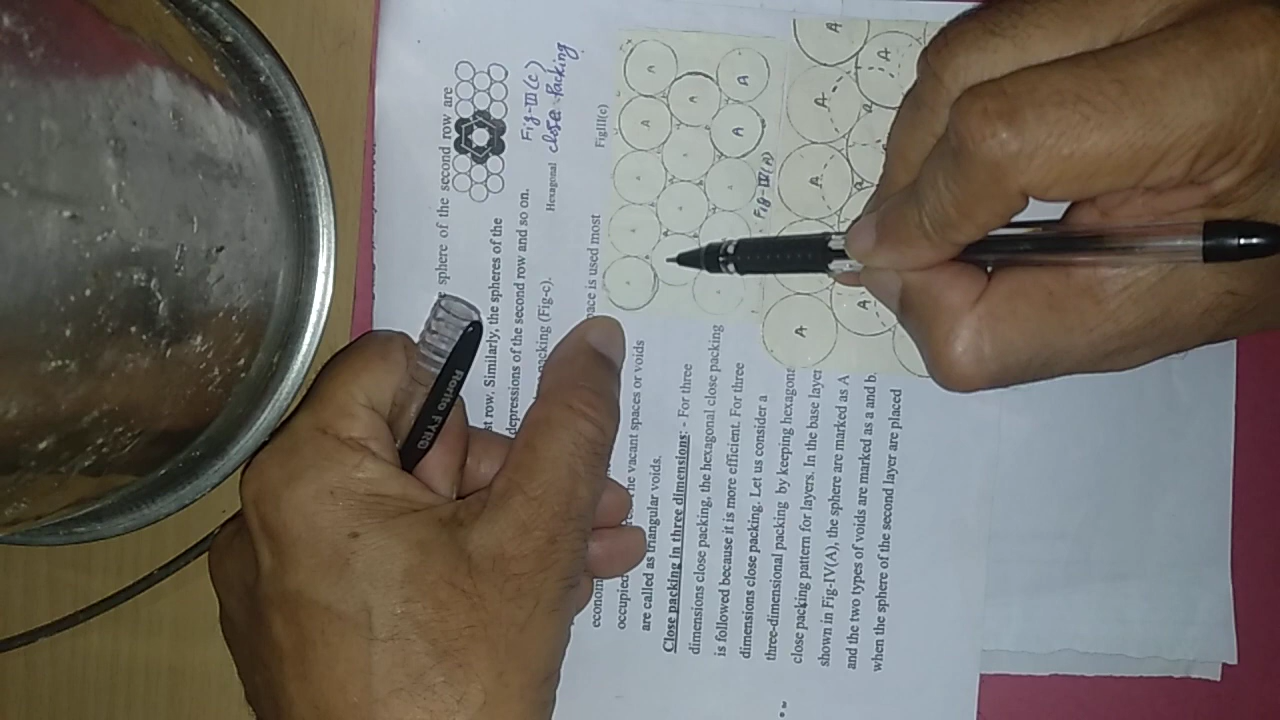 sphere of the second row are
st row. Similarly, the spheres of the
depressions of the second row and so on.
packing (Fig-c).
Hexagonal
Fig-III(c)
close packing
FigIII(c)
pace is used most
econom
occupied he vacant spaces or voids
are called as triangular voids.
Close packing in three dimensions: - For three
dimensions close packing, the hexagonal close packing
is followed because it is more efficient. For three
dimensions close packing. Let us consider a
three-dimensional packing by keeping hexagona
close packing pattern for layers. In the base layer
shown in Fig-IV(A), the sphere are marked as A
and the two types of voids are marked as a and b.
when the sphere of the second layer are placed
A A
A
A A
Fig-IV(A)
A
A A
a
A a
A A
Rorito FYRO